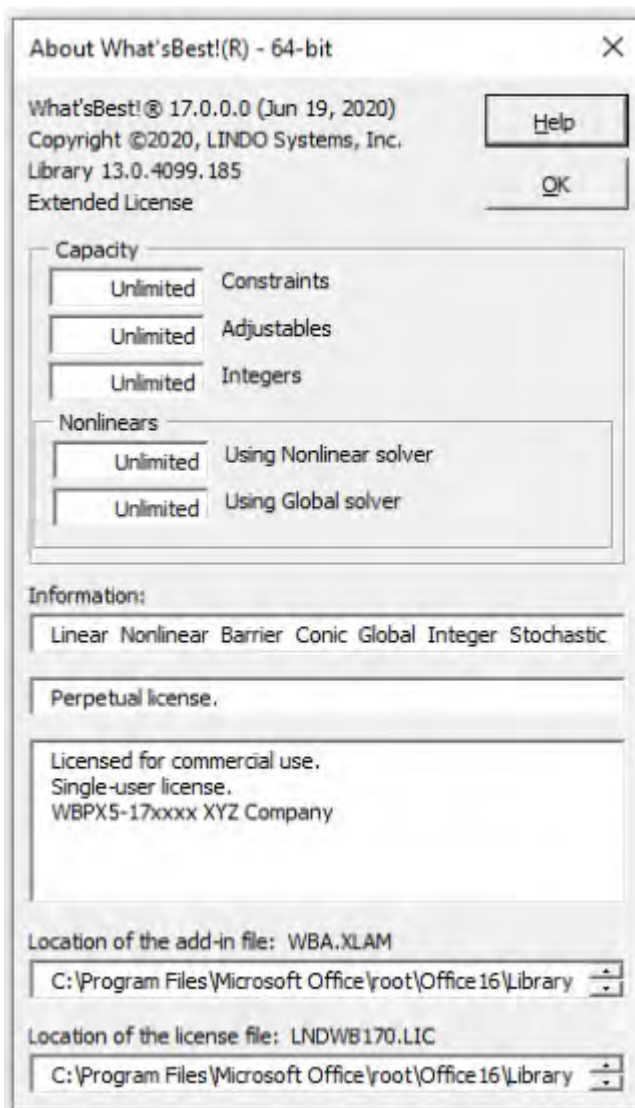 About What'sBest!(R) - 64-bit
What'sBest!® 17.0.0.0 (Jun 19, 2020)
Copyright ©2020, LINDO Systems, Inc.
Library 13.0.4099.185
Extended License
Help
OK
Capacity
Unlimited Constraints
Unlimited Adjustables
Unlimited Integers
Nonlinears
Unlimited Using Nonlinear solver
Unlimited Using Global solver
Information:
Linear Nonlinear Barrier Conic Global Integer Stochastic
Perpetual license.
Licensed for commercial use.
Single-user license.
WBPX5-17xxxx XYZ Company
Location of the add-in file: WBA.XLAM
C:\Program Files\Microsoft Office\root\Office16\Library
Location of the license file: LNDWB170.LIC
C:\Program Files\Microsoft Office\root\Office16\Library